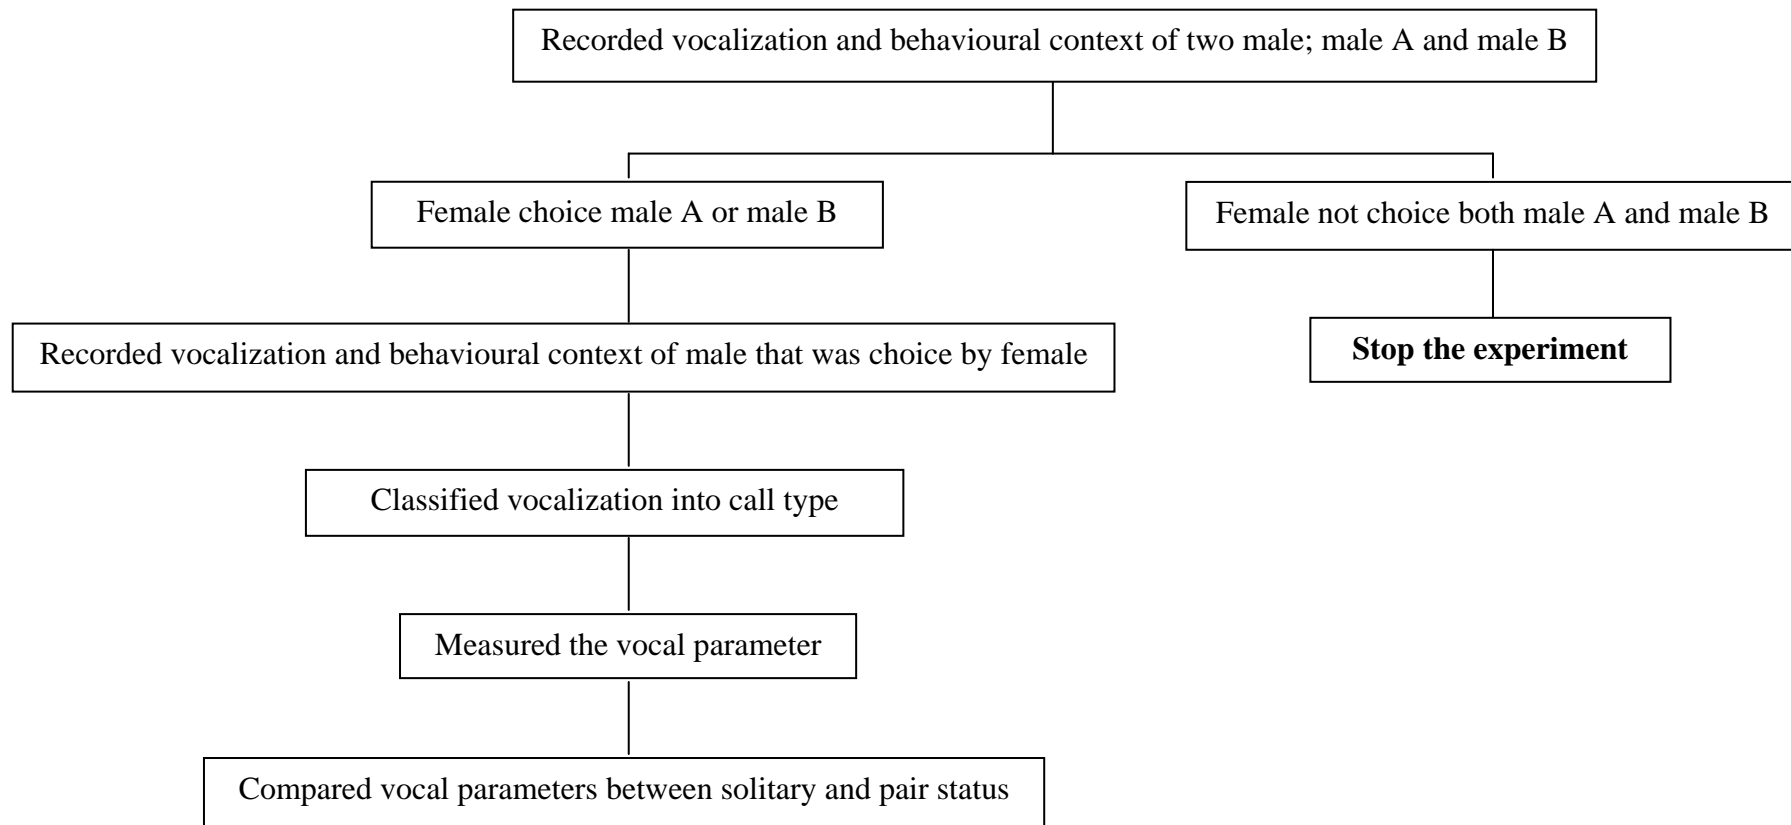 Recorded vocalization and behavioural context of two male; male A and male B
Female choice male A or male B
Female not choice both male A and male B
Recorded vocalization and behavioural context of male that was choice by female
Stop the experiment
Classified vocalization into call type
Measured the vocal parameter
Compared vocal parameters between solitary and pair status